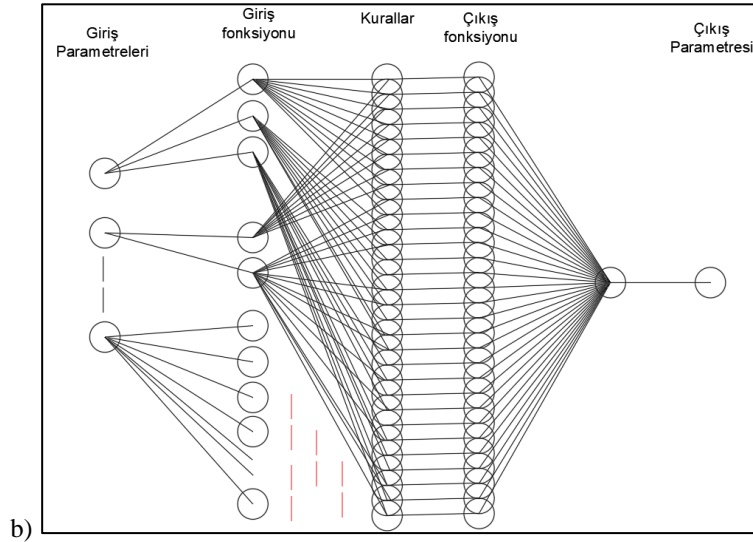 Giriş
Parametreleri
Giriş
fonksiyonu
Kurallar
Çıkış
fonksiyonu
Çıkış
Parametresi
b)